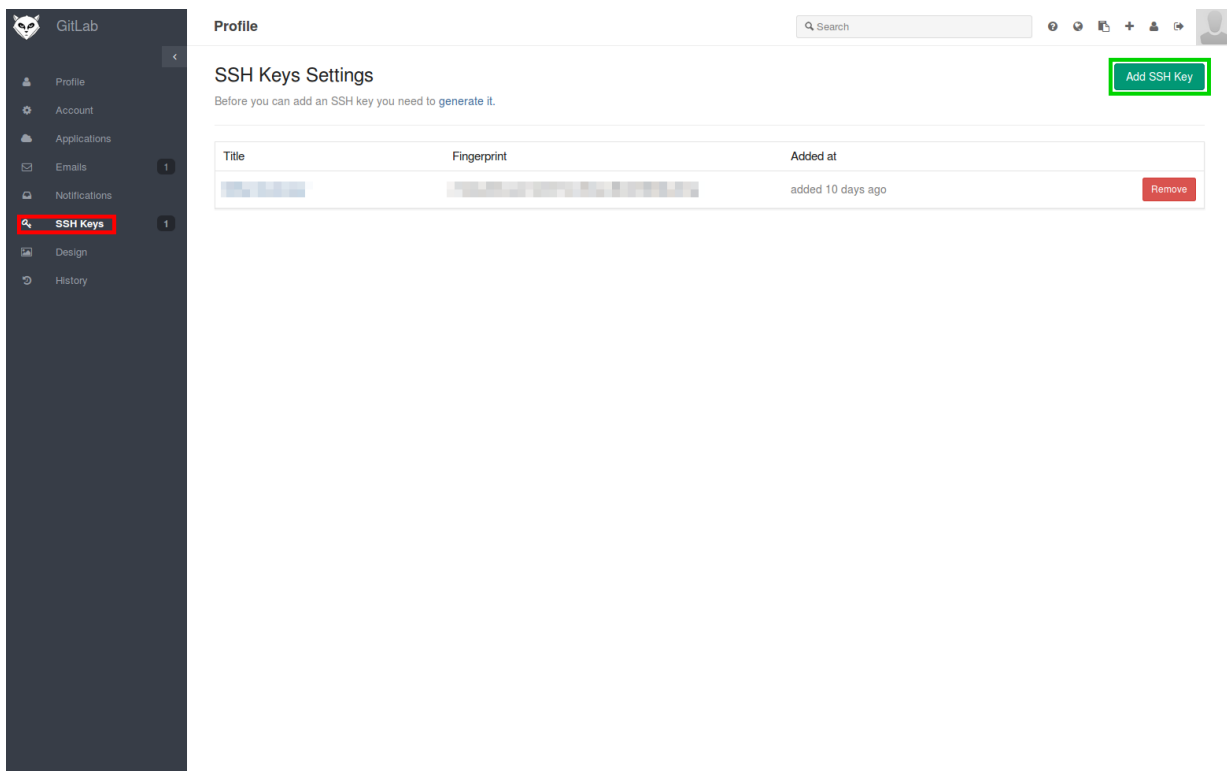 GitLab
Profile
Search
Profile
Account
Applications
Emails 1
Notifications
SSH Keys 1
Design
History
SSH Keys Settings
Add SSH Key
Before you can add an SSH key you need to generate it.
Title Fingerprint Added at
added 10 days ago Remove